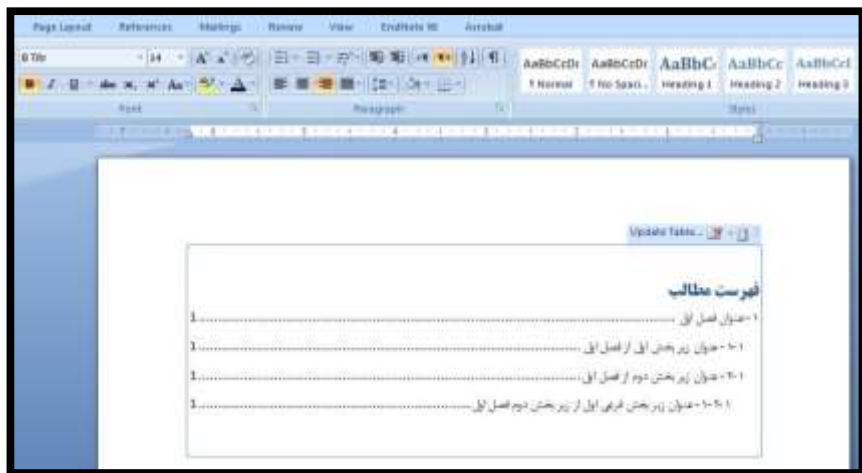 Page Layout References Mailings Review View EndNote X6 Acrobat
B Titr 14
AaBbCcDc AaBbCcDc AaBbC AaBbCc AaBbCcI
¶ Normal ¶ No Spaci... Heading 1 Heading 2 Heading 3
Font Paragraph Styles
Update Table...
فهرست مطالب
۱-عنوان فصل اول ........ 1
۱-۱- عنوان زیر بخش اول از فصل اول ........ 1
۱-۲- عنوان زیر بخش دوم از فصل اول ........ 1
۱-۲-۱- عنوان زیر بخش فرعی اول از زیر بخش دوم فصل اول ........ 1